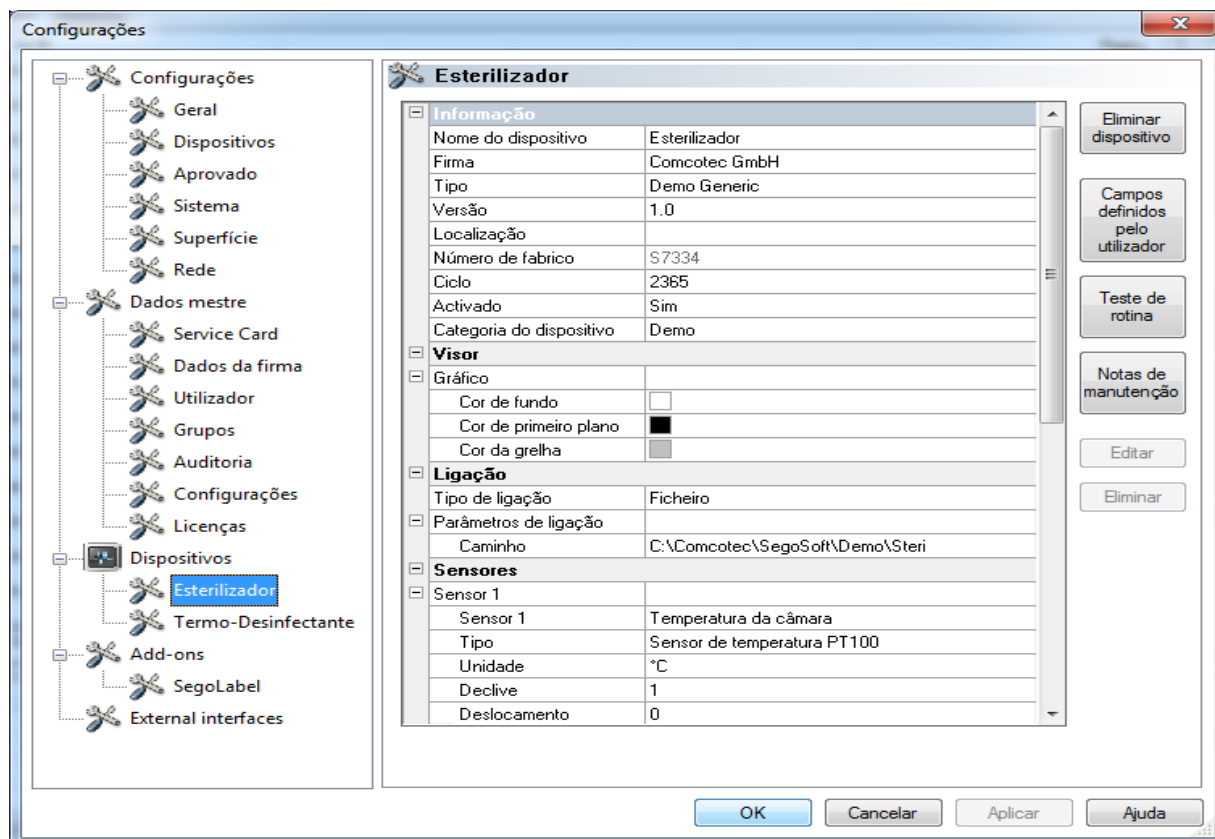 Configurações
Configurações
Geral
Dispositivos
Aprovado
Sistema
Superfície
Rede
Dados mestre
Service Card
Dados da firma
Utilizador
Grupos
Auditoria
Configurações
Licenças
Dispositivos
Esterilizador
Termo-Desinfectante
Add-ons
SegoLabel
External interfaces
Esterilizador
Informação
Nome do dispositivo Esterilizador
Firma Comcotec GmbH
Tipo Demo Generic
Versão 1.0
Localização
Número de fabrico S7334
Ciclo 2365
Activado Sim
Categoria do dispositivo Demo
Visor
Gráfico
Cor de fundo
Cor de primeiro plano
Cor da grelha
Ligação
Tipo de ligação Ficheiro
Parâmetros de ligação
Caminho C:\Comcotec\SegoSoft\Demo\Steri
Sensores
Sensor 1
Sensor 1 Temperatura da câmara
Tipo Sensor de temperatura PT100
Unidade °C
Declive 1
Deslocamento 0
Eliminar
dispositivo
Campos
definidos
pelo
utilizador
Teste de
rotina
Notas de
manutenção
Editar
Eliminar
OK Cancelar Aplicar Ajuda